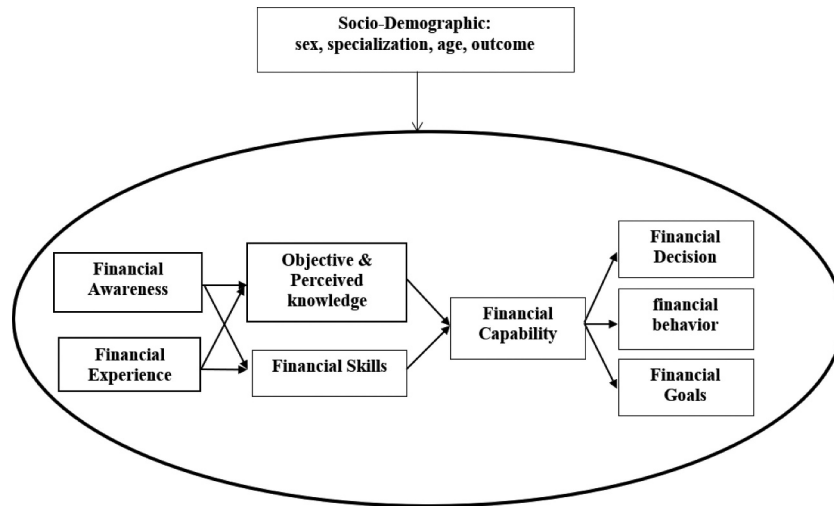 Socio-Demographic:
sex, specialization, age, outcome
Financial
Awareness
Financial
Experience
Objective &
Perceived
knowledge
Financial Skills
Financial
Capability
Financial
Decision
financial
behavior
Financial
Goals